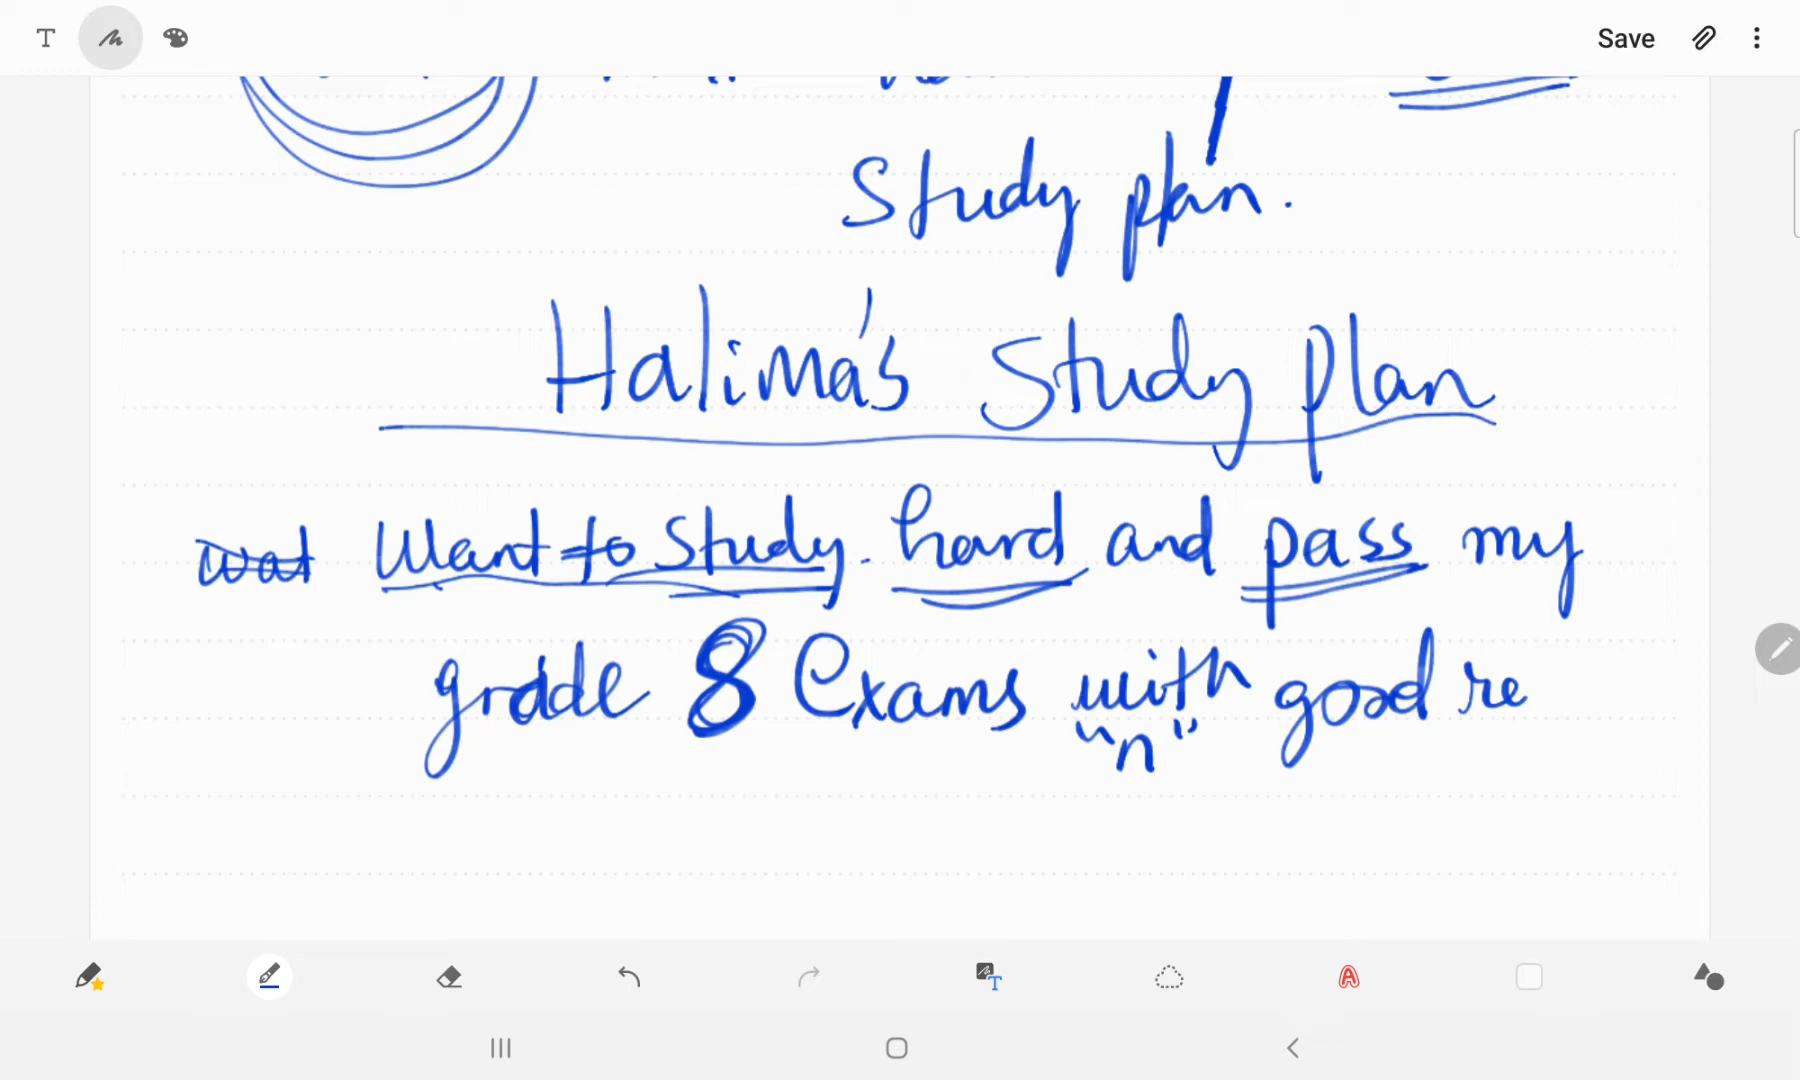 Save
Study plan.
Halima's Study plan
wat Want to study. hard and pass my
grade 8 Exams with good re
"n"